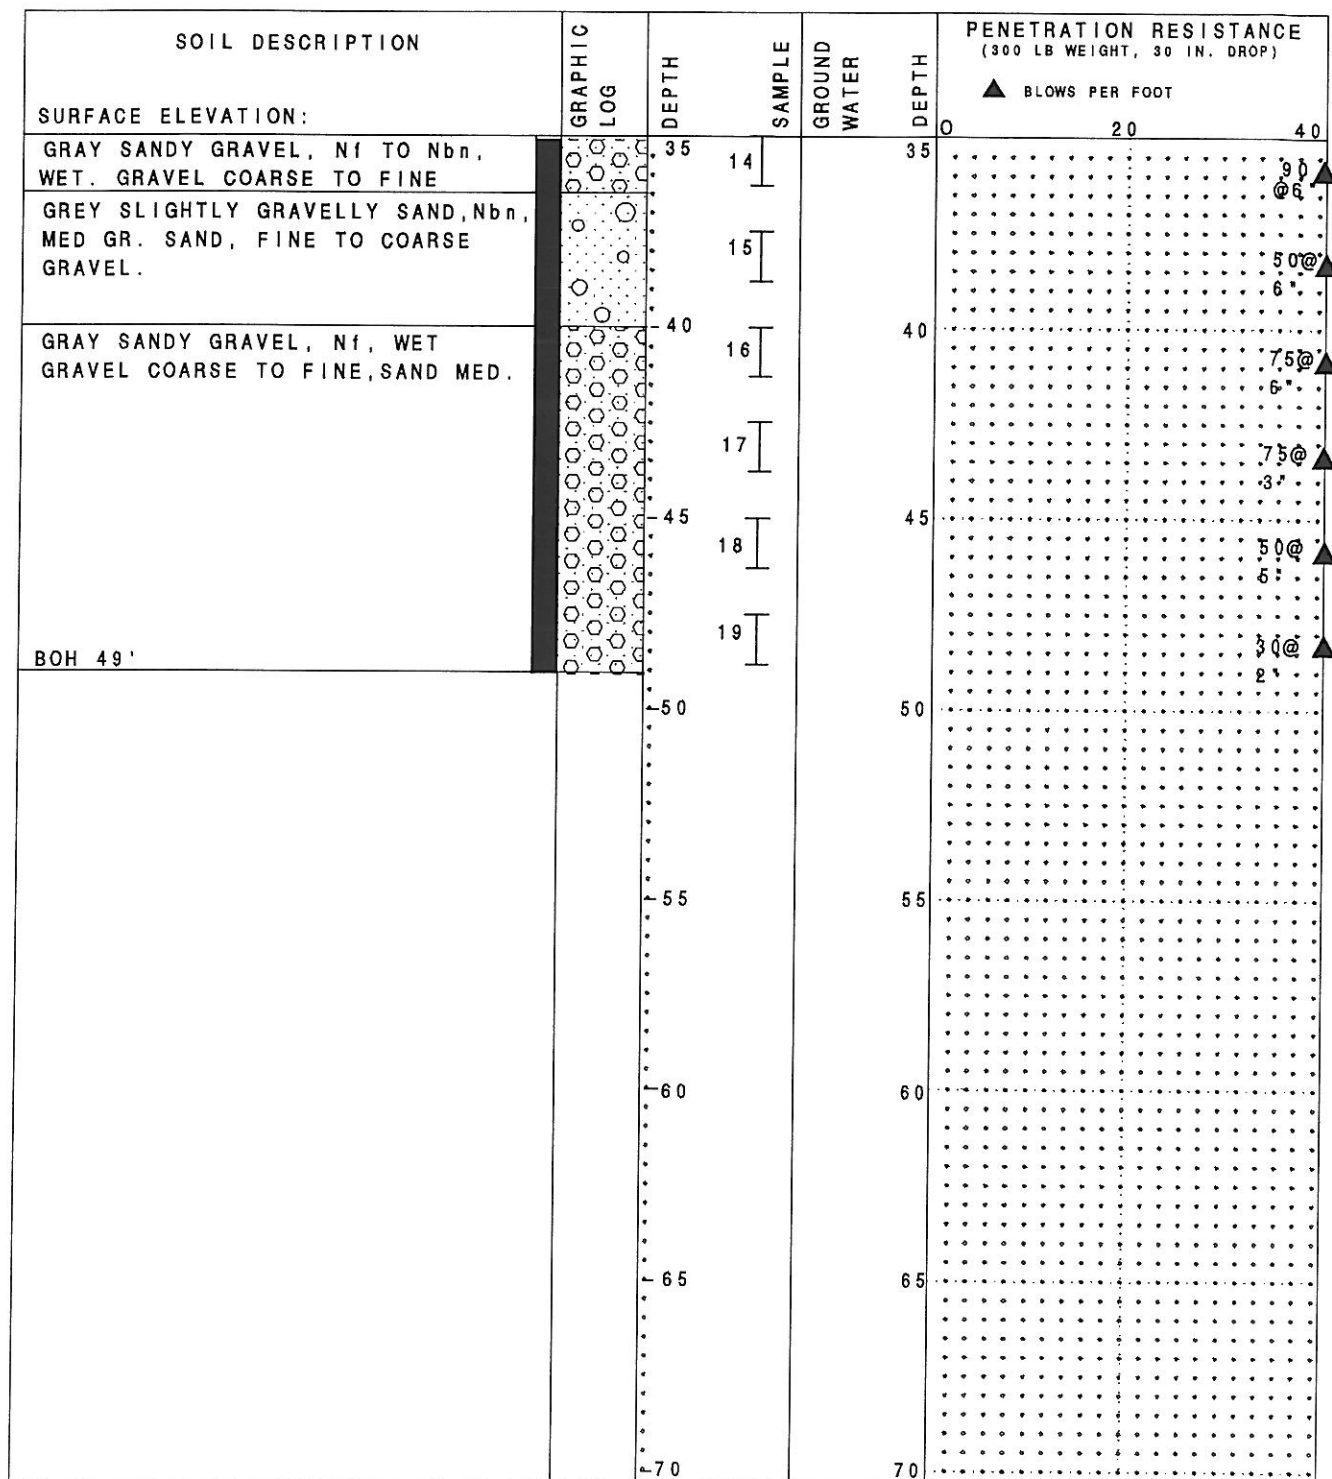 SOIL DESCRIPTION
SURFACE ELEVATION:
GRAPHIC
LOG
DEPTH
SAMPLE
GROUND
WATER
DEPTH
PENETRATION RESISTANCE
(300 LB WEIGHT, 30 IN. DROP)
▲ BLOWS PER FOOT
0 20 40
GRAY SANDY GRAVEL, Nf TO Nbn,
WET. GRAVEL COARSE TO FINE
GREY SLIGHTLY GRAVELLY SAND,Nbn,
MED GR. SAND, FINE TO COARSE
GRAVEL.
GRAY SANDY GRAVEL, Nf, WET
GRAVEL COARSE TO FINE,SAND MED.
BOH 49'
35
40
45
50
55
60
65
70
14
15
16
17
18
19
35
40
45
50
55
60
65
70
90
@6"
50@
6"
75@
6"
75@
3"
50@
5"
30@
2"